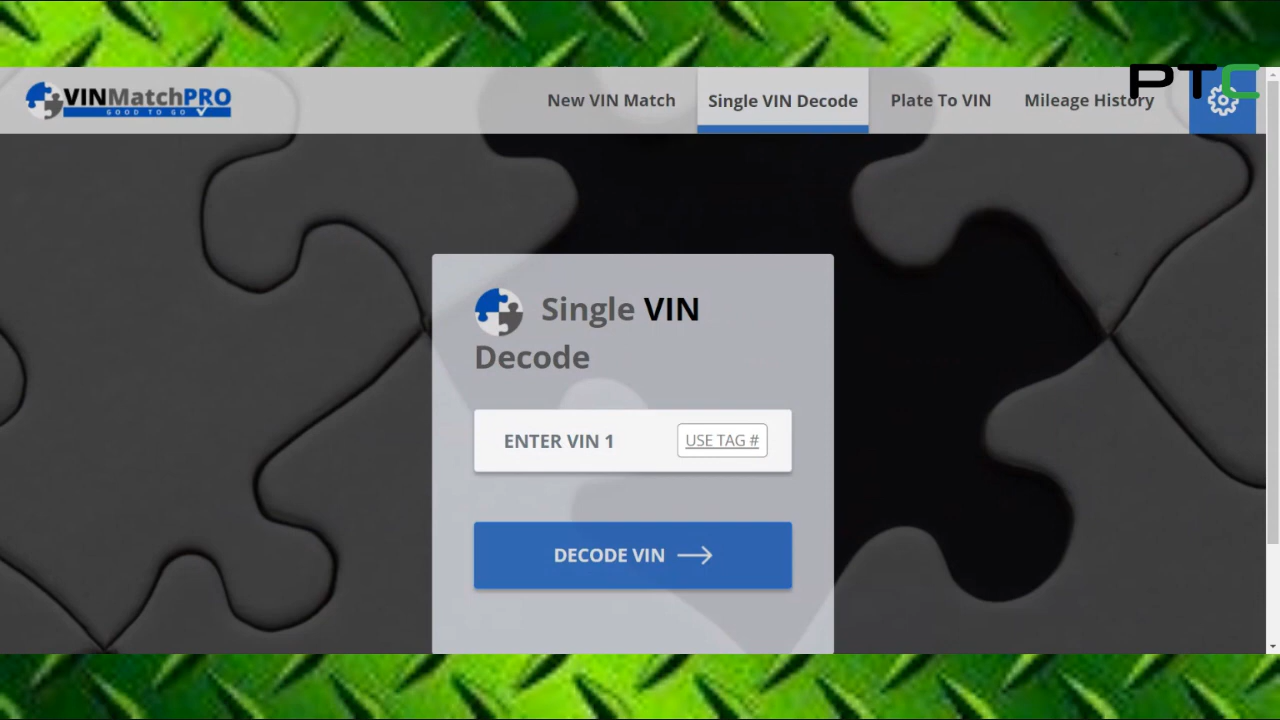 VINMatchPRO
GOOD TO GO
New VIN Match
Single VIN Decode
Plate To VIN
Mileage History
PTC
Single VIN
Decode
ENTER VIN 1
USE TAG #
DECODE VIN